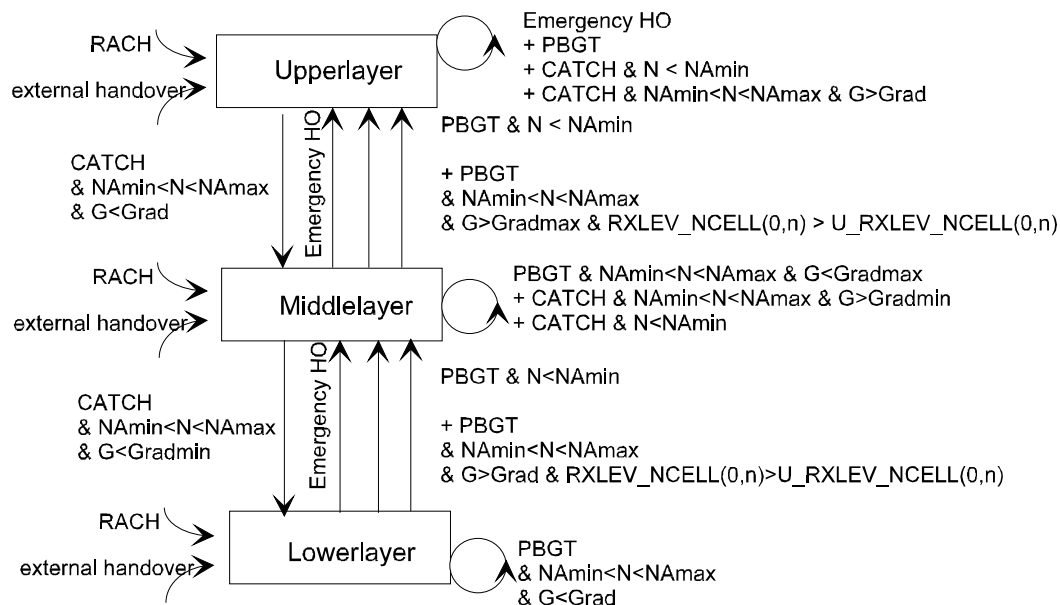 RACH
external handover
Upperlayer
Emergency HO
+ PBGT
+ CATCH & N < NAmin
+ CATCH & NAmin<N<NAmax & G>Grad
CATCH
& NAmin<N<NAmax
& G<Grad
Emergency HO
PBGT & N < NAmin
+ PBGT
& NAmin<N<NAmax
& G>Gradmax & RXLEV_NCELL(0,n) > U_RXLEV_NCELL(0,n)
RACH
external handover
Middlelayer
PBGT & NAmin<N<NAmax & G<Gradmax
+ CATCH & NAmin<N<NAmax & G>Gradmin
+ CATCH & N<NAmin
CATCH
& NAmin<N<NAmax
& G<Gradmin
Emergency HO
PBGT & N<NAmin
+ PBGT
& NAmin<N<NAmax
& G>Grad & RXLEV_NCELL(0,n)>U_RXLEV_NCELL(0,n)
RACH
external handover
Lowerlayer
PBGT
& NAmin<N<NAmax
& G<Grad